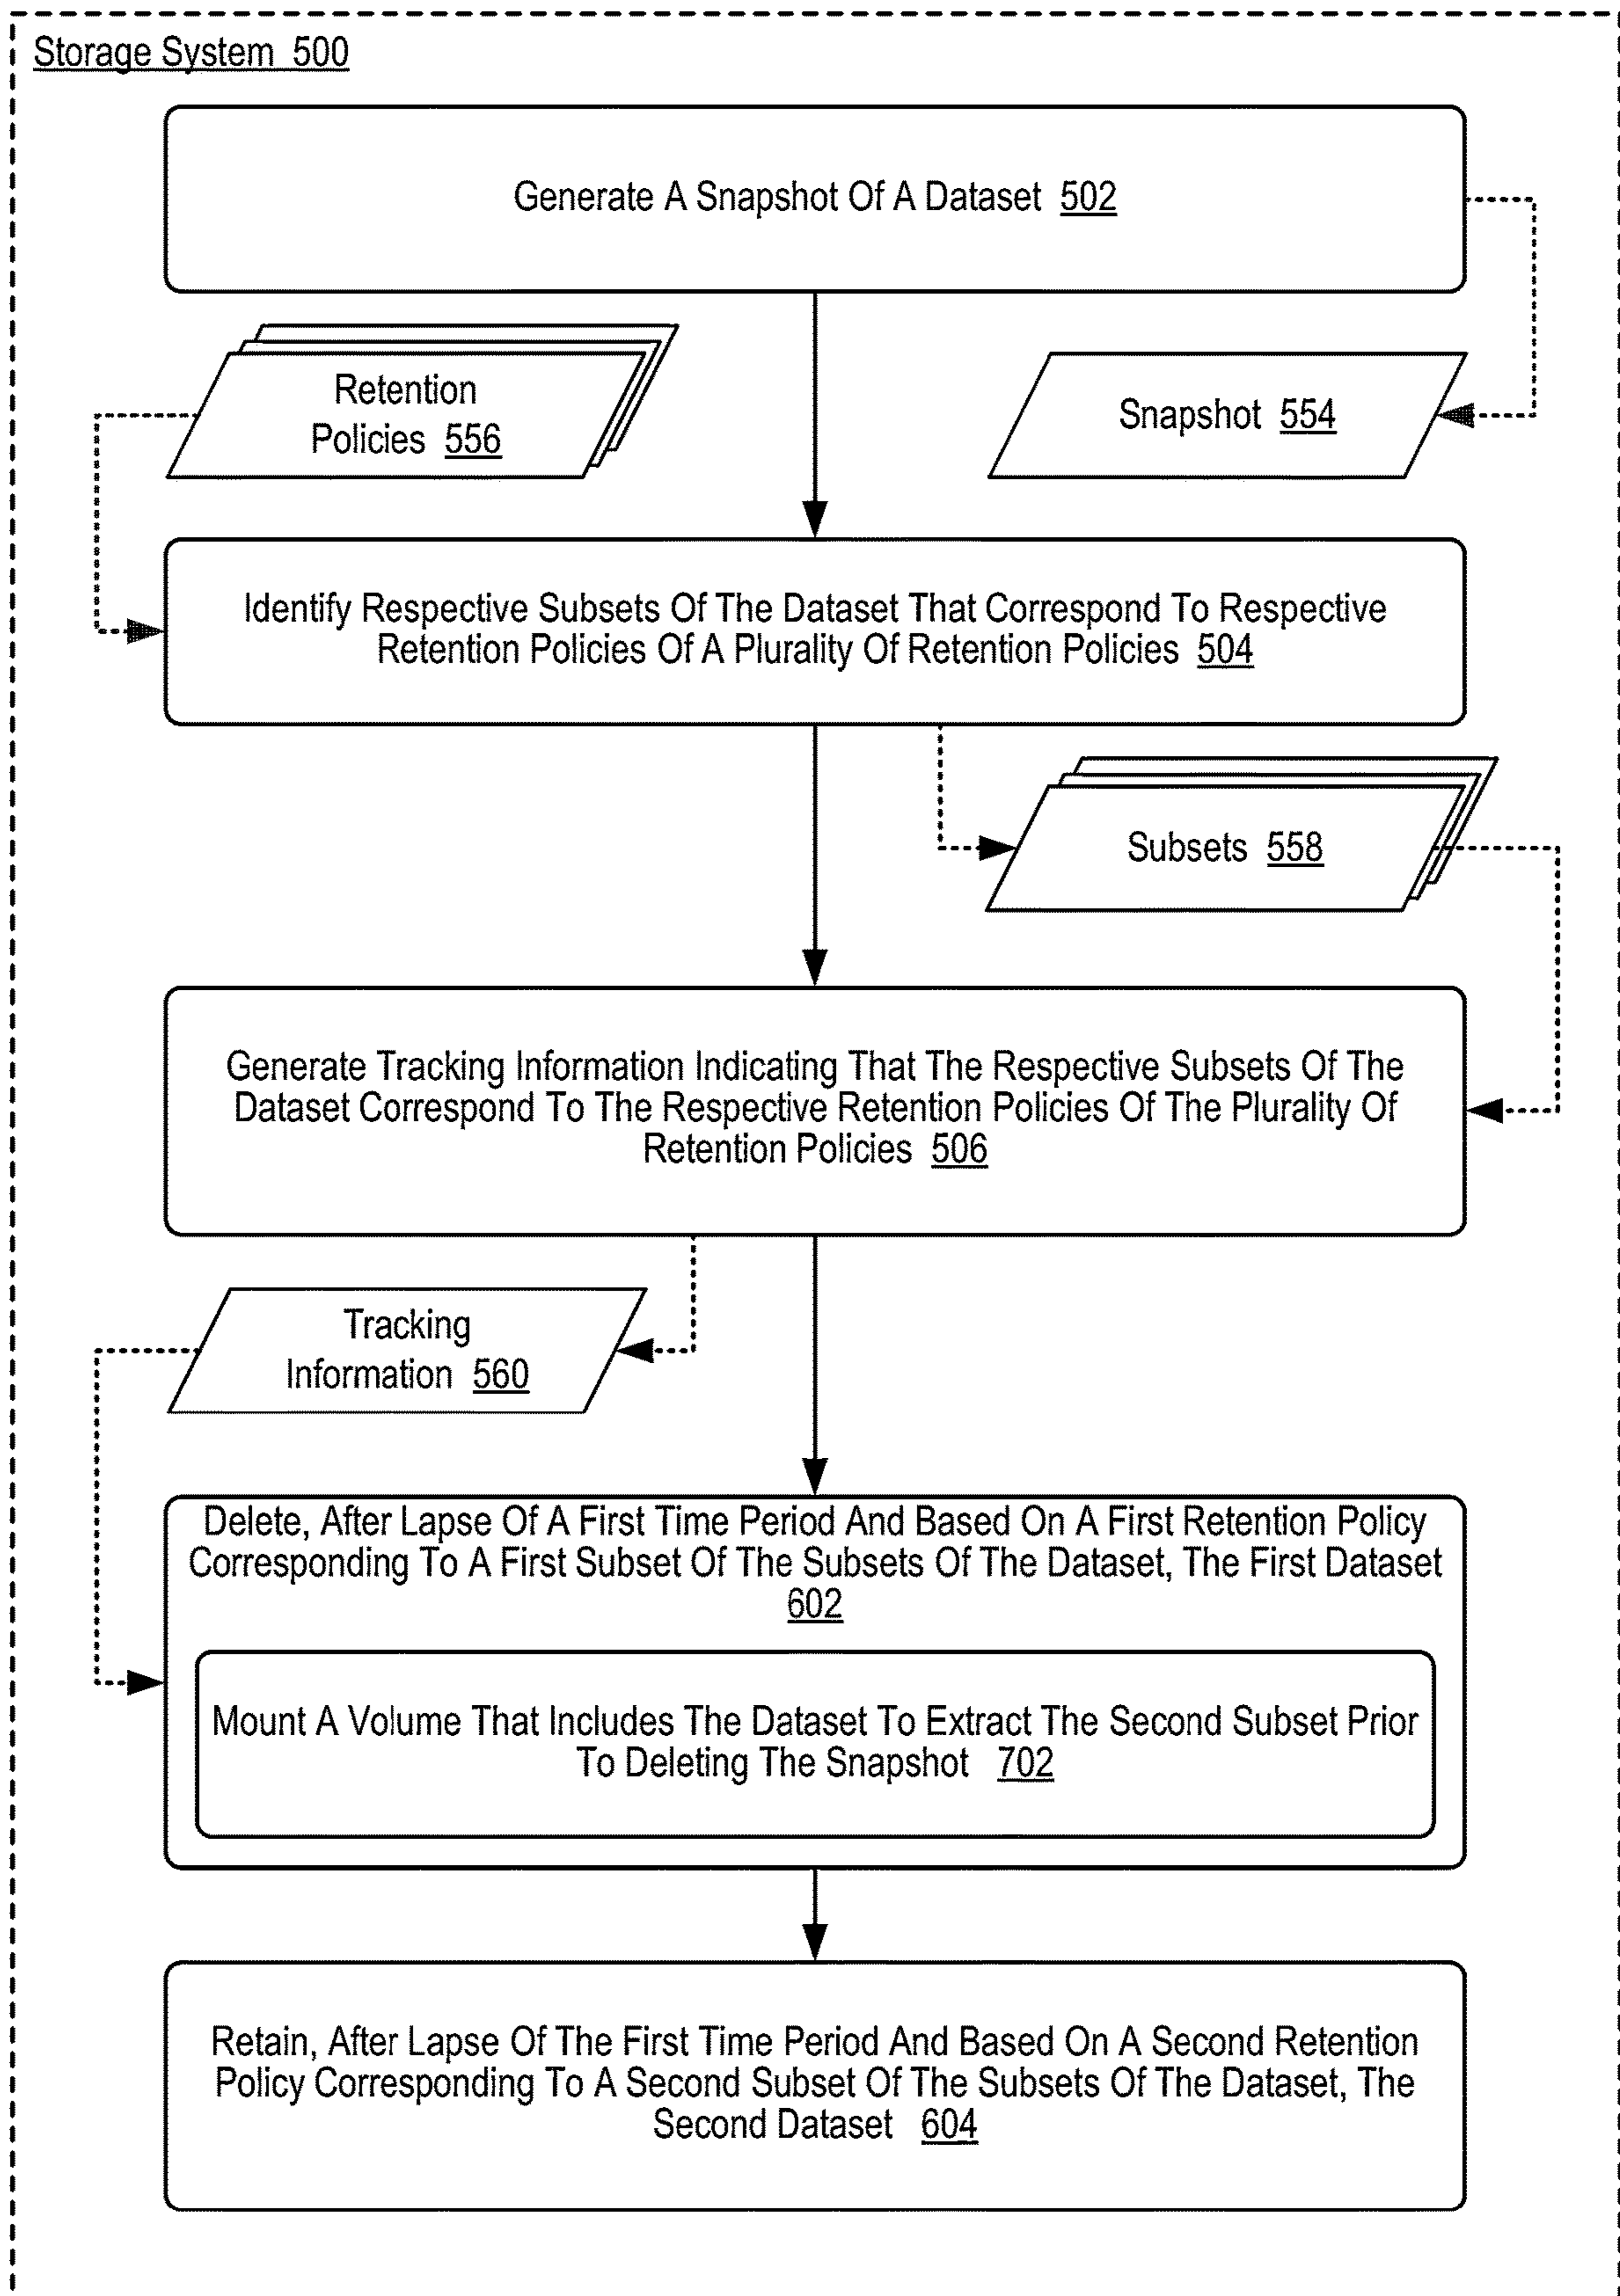 Storage System 500
Generate A Snapshot Of A Dataset 502
Retention
Policies 556
Snapshot 554
Identify Respective Subsets Of The Dataset That Correspond To Respective
Retention Policies Of A Plurality Of Retention Policies 504
Subsets 558
Generate Tracking Information Indicating That The Respective Subsets Of The
Dataset Correspond To The Respective Retention Policies Of The Plurality Of
Retention Policies 506
Tracking
Information 560
Delete, After Lapse Of A First Time Period And Based On A First Retention Policy
Corresponding To A First Subset Of The Subsets Of The Dataset, The First Dataset
602
Mount A Volume That Includes The Dataset To Extract The Second Subset Prior
To Deleting The Snapshot 702
Retain, After Lapse Of The First Time Period And Based On A Second Retention
Policy Corresponding To A Second Subset Of The Subsets Of The Dataset, The
Second Dataset 604